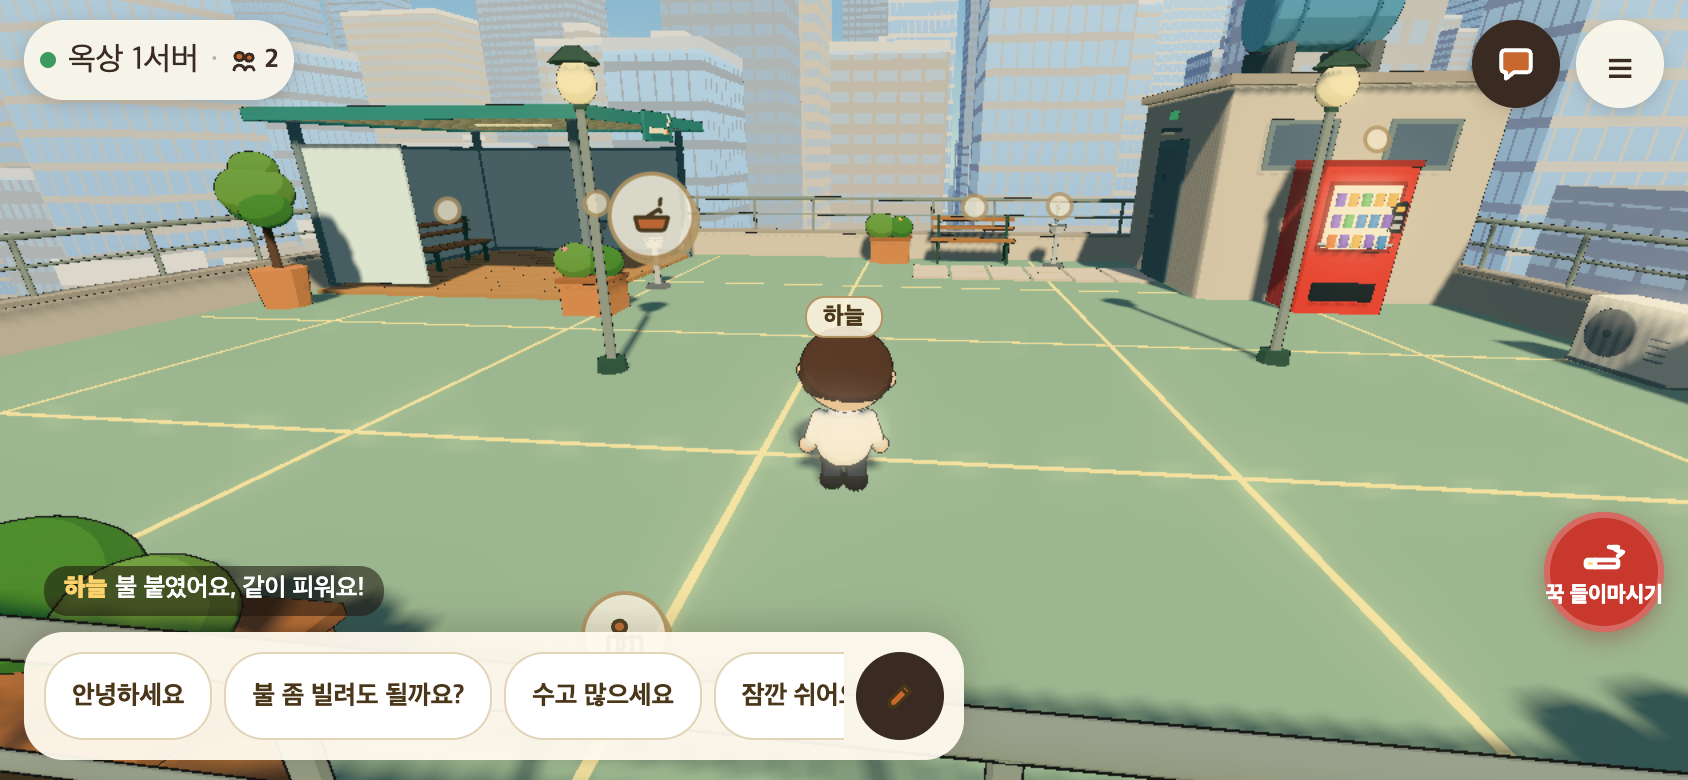 옥상 1서버 · 2
하늘
하늘 불 붙였어요, 같이 피워요!
꾹 들이마시기
안녕하세요
불 좀 빌려도 될까요?
수고 많으세요
잠깐 쉬어